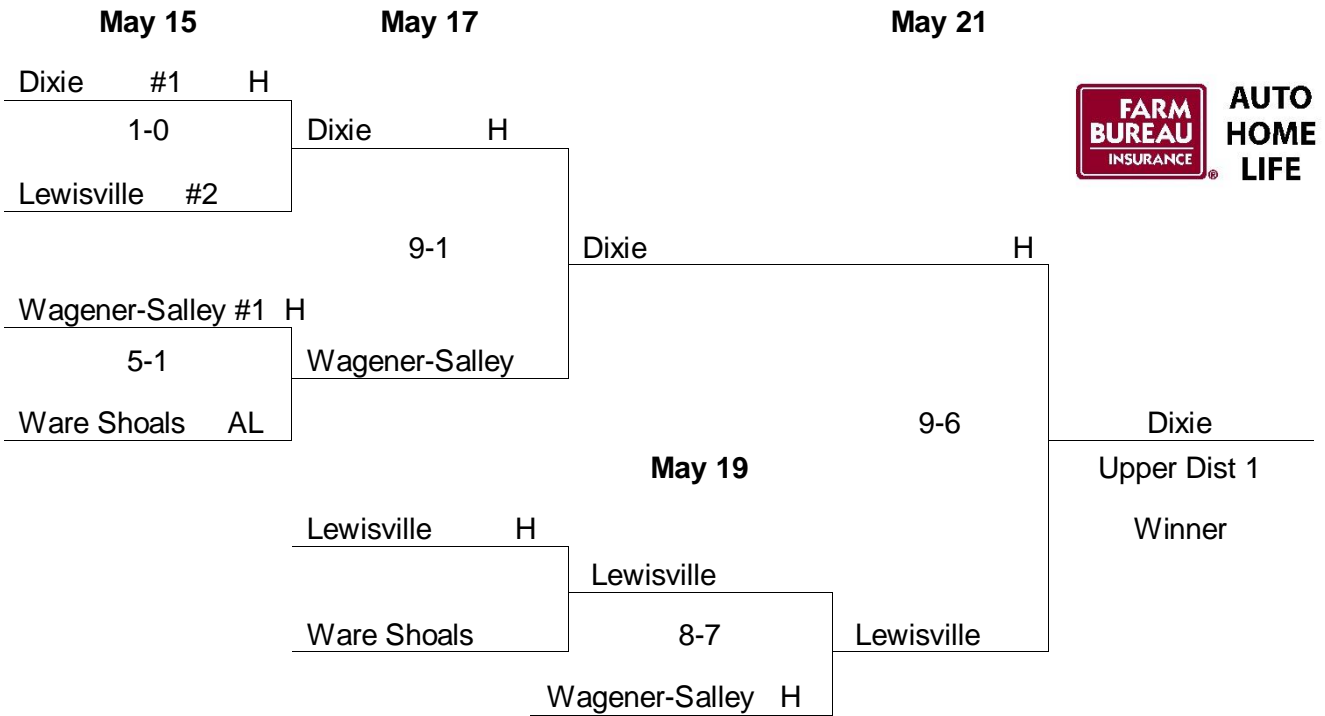 May 15 May 17 May 21
Dixie #1 H
FARM BUREAU INSURANCE ®
AUTO HOME LIFE
1-0 Dixie H
Lewisville #2
9-1 Dixie H
Wagener-Salley #1 H
5-1 Wagener-Salley
Ware Shoals AL 9-6 Dixie
May 19 Upper Dist 1
Lewisville H Winner
Lewisville
Ware Shoals 8-7 Lewisville
Wagener-Salley H